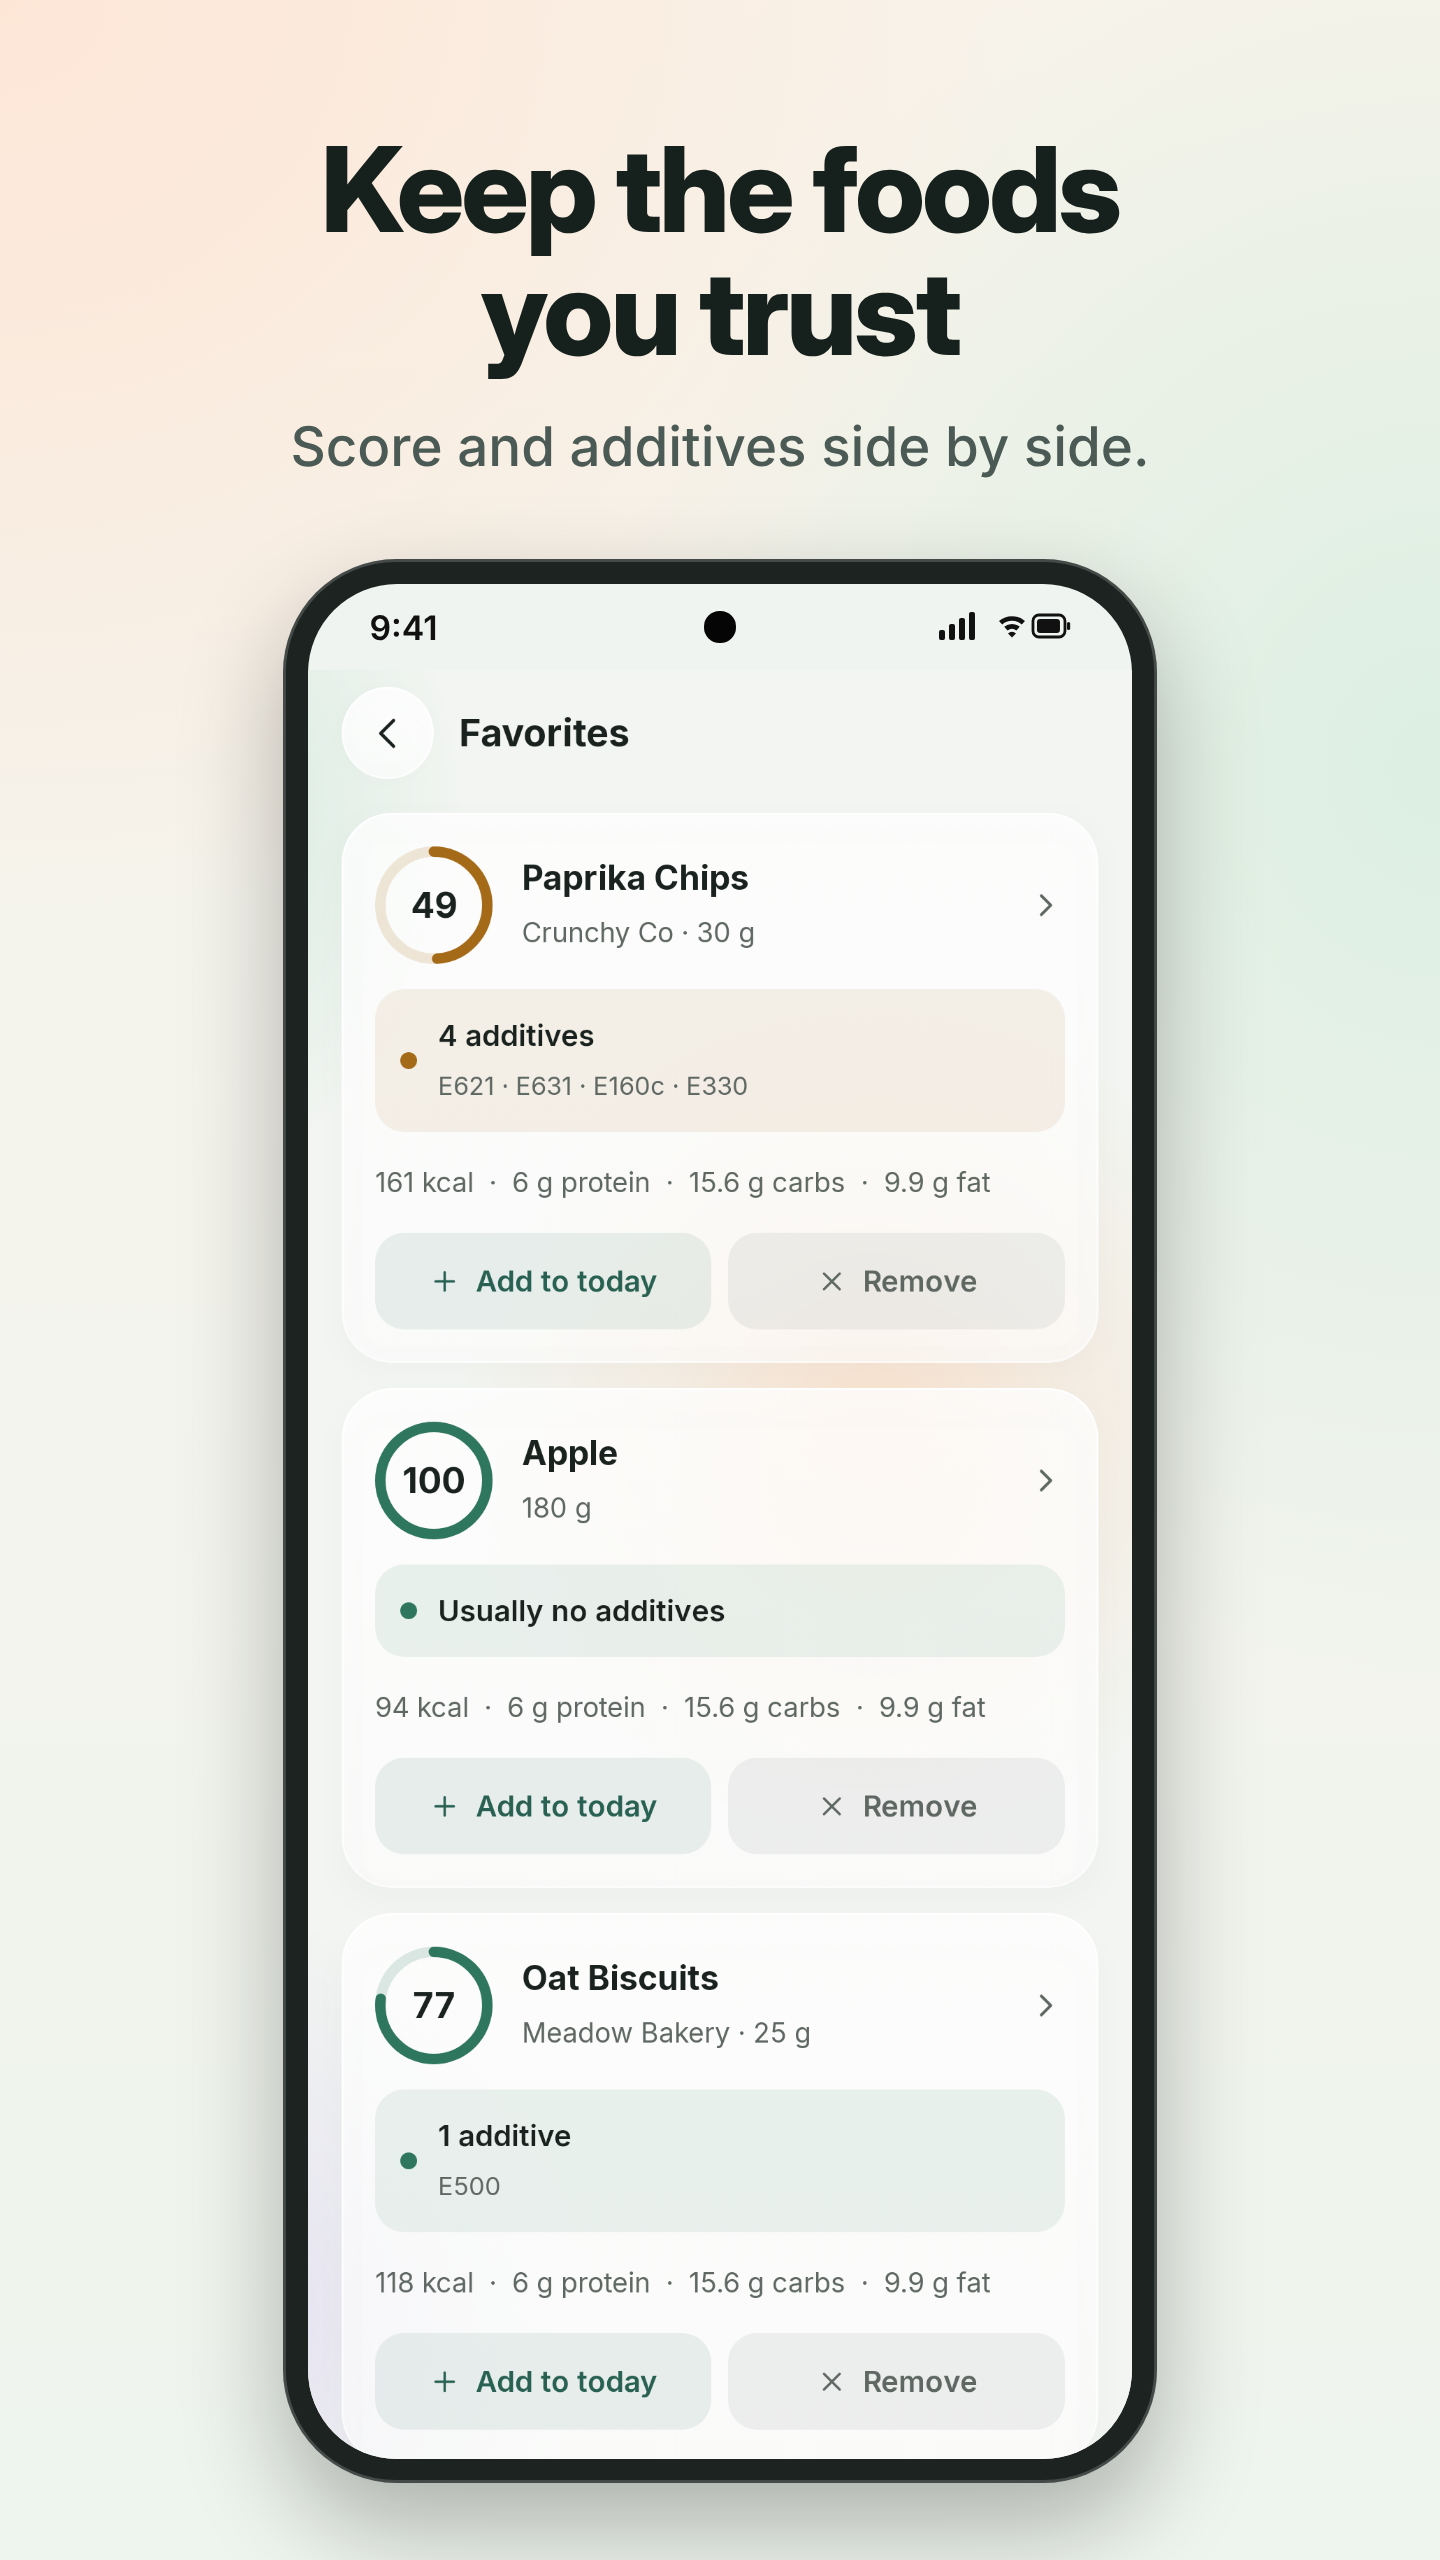 Keep the foods
you trust
Score and additives side by side.
9:41
Favorites
49
Paprika Chips
Crunchy Co · 30 g
4 additives
E621 · E631 · E160c · E330
161 kcal · 6 g protein · 15.6 g carbs · 9.9 g fat
Add to today
Remove
100
Apple
180 g
Usually no additives
94 kcal · 6 g protein · 15.6 g carbs · 9.9 g fat
Add to today
Remove
77
Oat Biscuits
Meadow Bakery · 25 g
1 additive
E500
118 kcal · 6 g protein · 15.6 g carbs · 9.9 g fat
Add to today
Remove